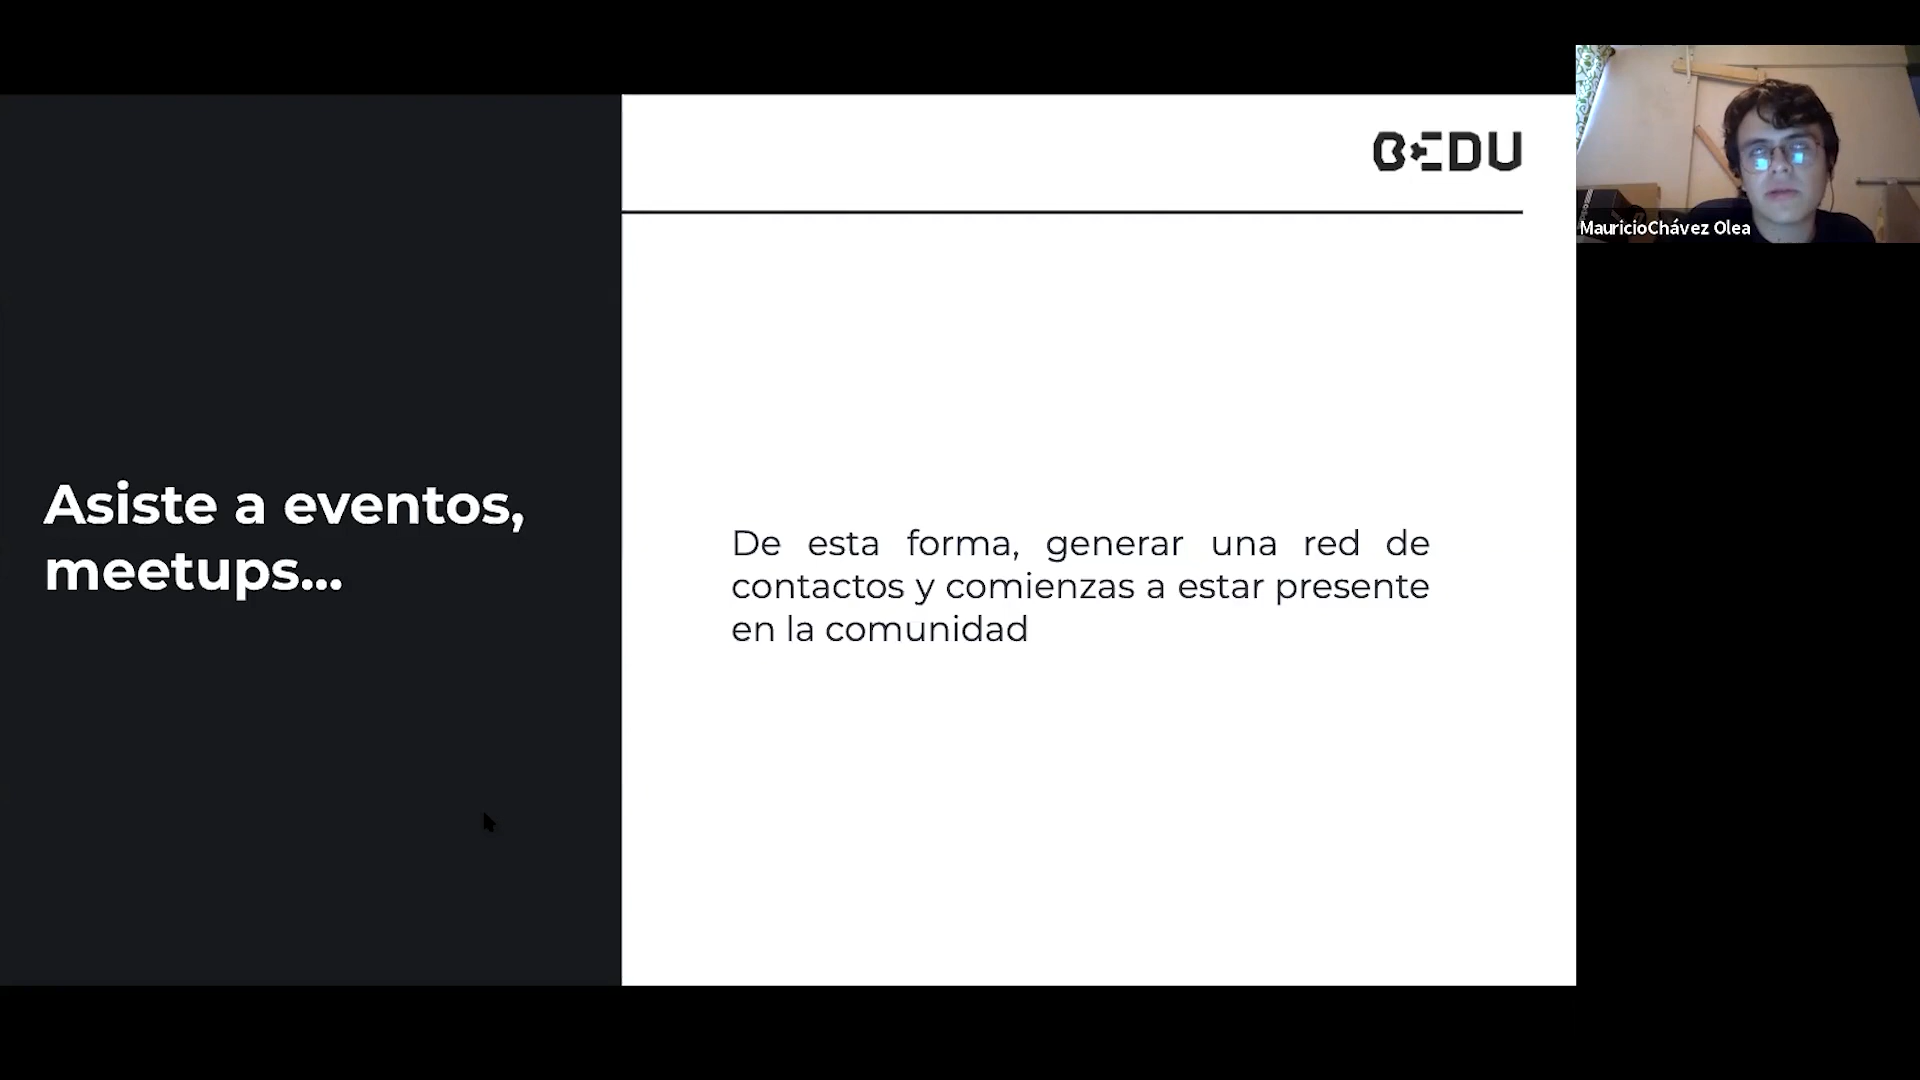 BEDU
MauricioChávez Olea
Asiste a eventos,
meetups...
De esta forma, generar una red de
contactos y comienzas a estar presente
en la comunidad